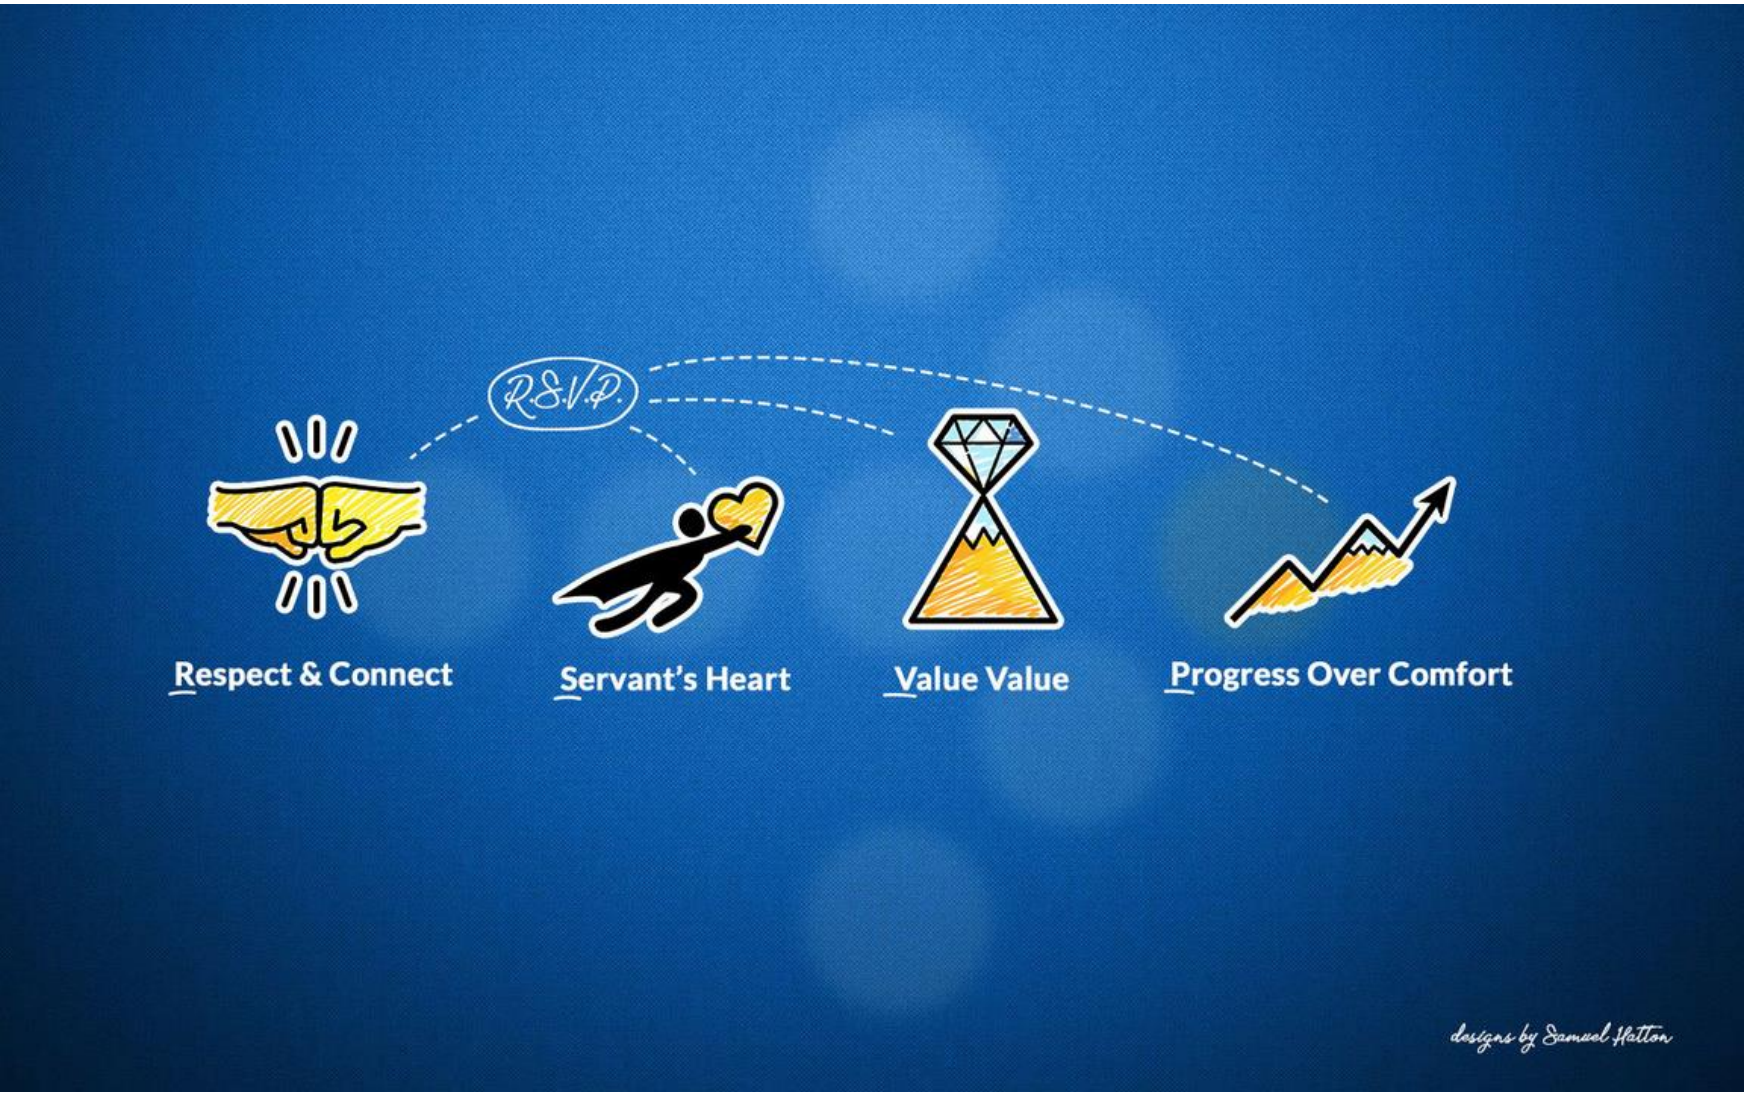 R.S.V.P.
Respect & Connect
Servant's Heart
Value Value
Progress Over Comfort
designs by Samuel Hatton